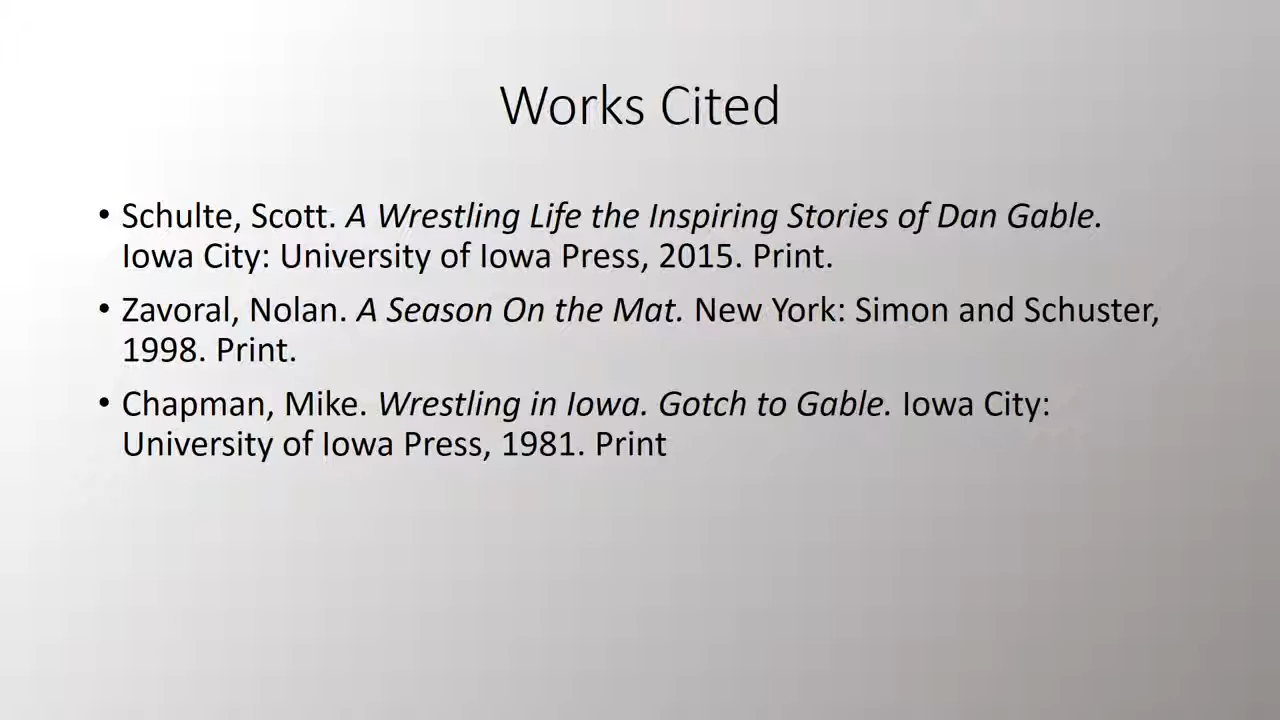 Works Cited
• Schulte, Scott. A Wrestling Life the Inspiring Stories of Dan Gable.
Iowa City: University of Iowa Press, 2015. Print.
• Zavoral, Nolan. A Season On the Mat. New York: Simon and Schuster,
1998. Print.
• Chapman, Mike. Wrestling in Iowa. Gotch to Gable. Iowa City:
University of Iowa Press, 1981. Print